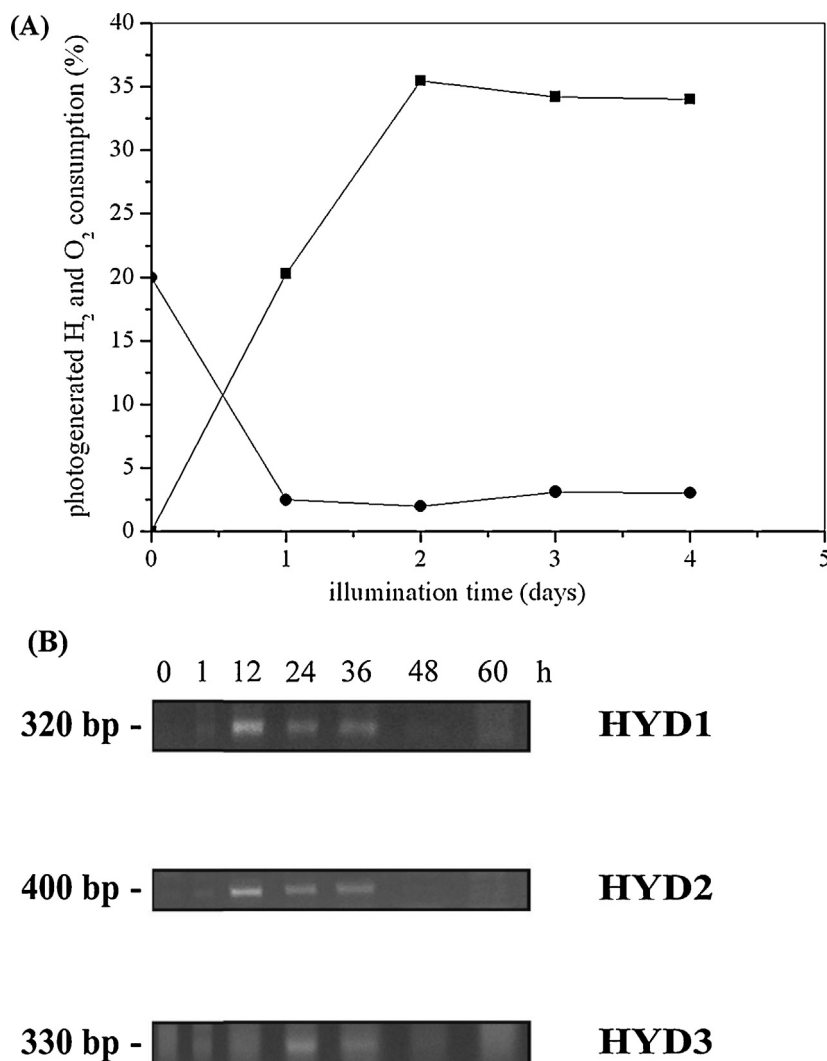 (A)
photogenerated H₂ and O₂ consumption (%)
40
35
30
25
20
15
10
5
0
0 1 2 3 4 5
illumination time (days)
(B)
0 1 12 24 36 48 60 h
320 bp - HYD1
400 bp - HYD2
330 bp - HYD3